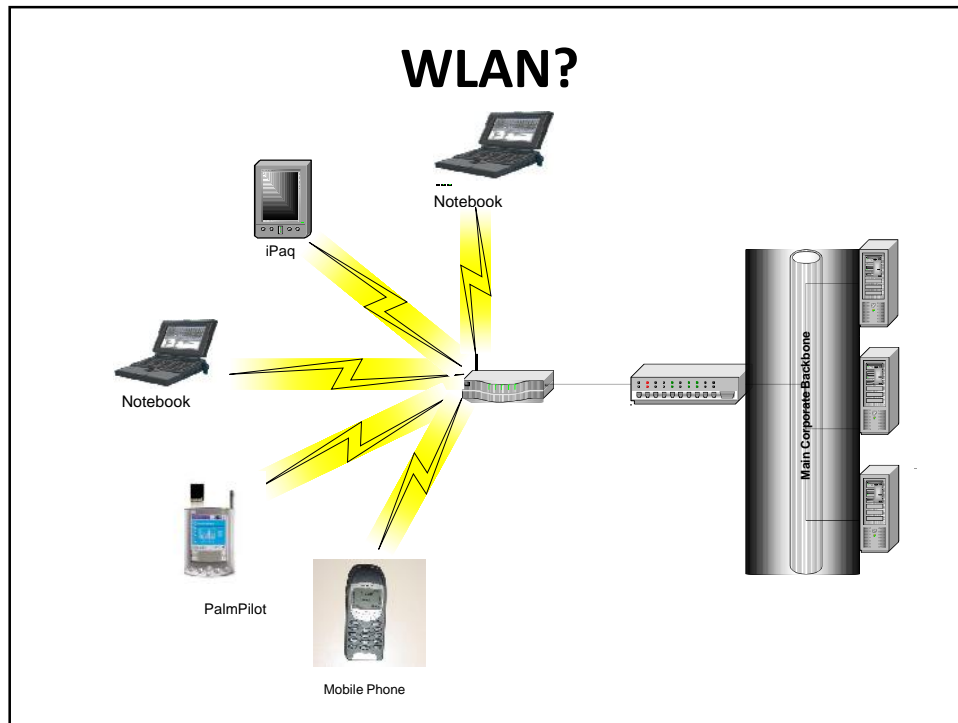 WLAN?
Notebook
iPaq
Notebook
PalmPilot
Mobile Phone
Main Corporate Backbone